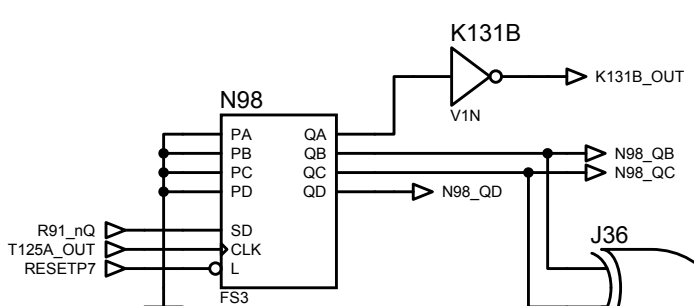 K131B
K131B_OUT
V1N
N98
PA QA
PB QB N98_QB
PC QC N98_QC
PD QD N98_QD
R91_nQ SD J36
T125A_OUT CLK
RESETP7 L
FS3